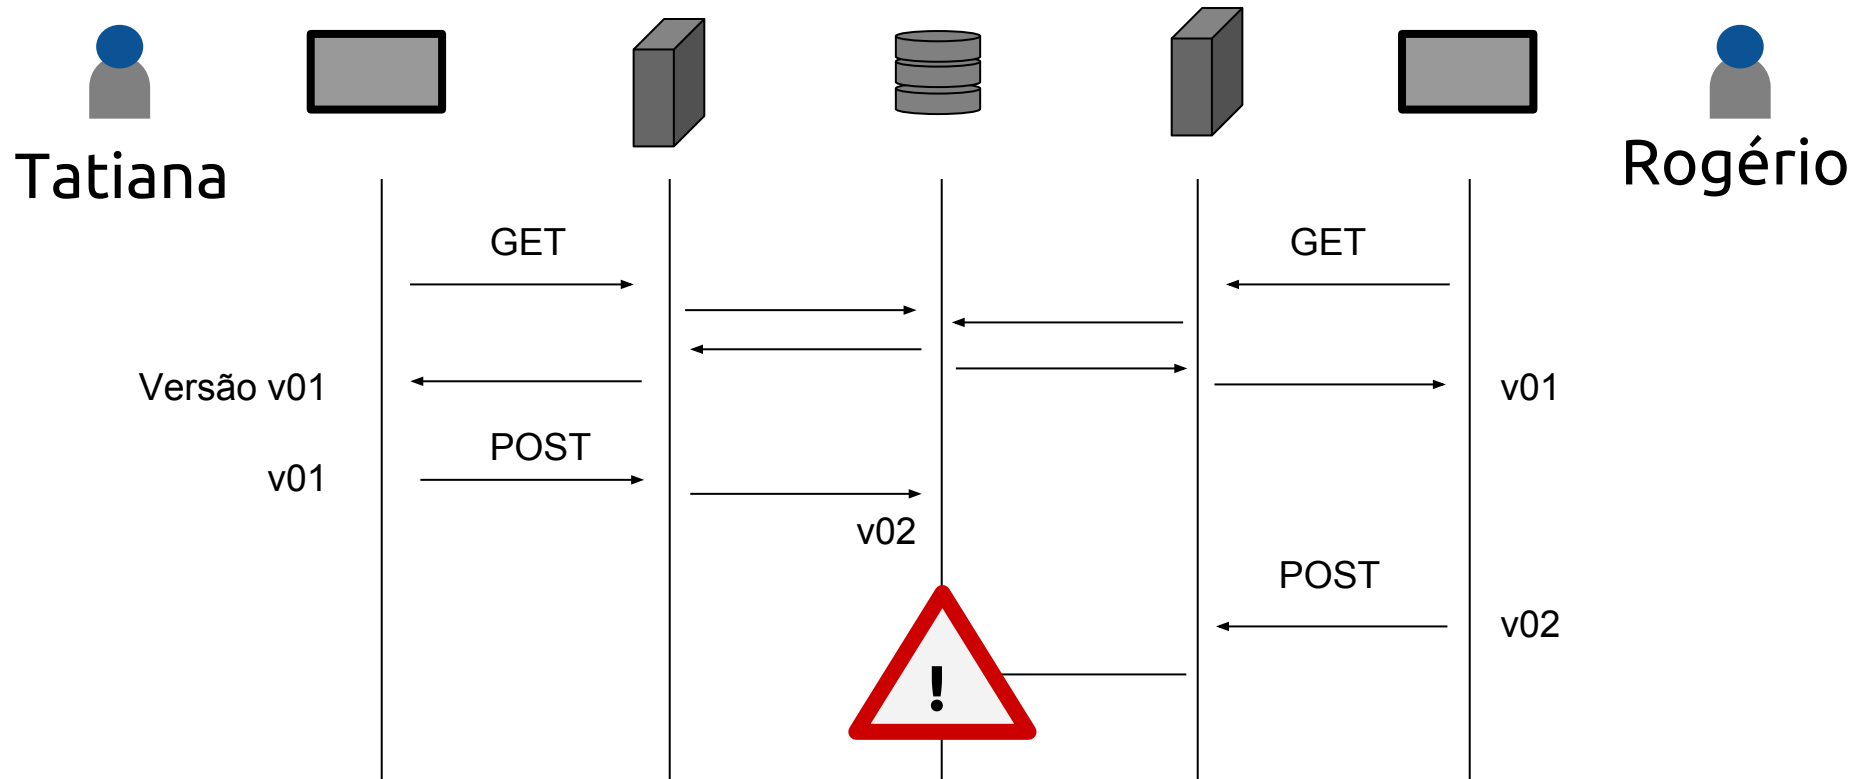 Tatiana
Rogério
GET
GET
Versão v01
v01
POST
v01
v02
POST
v02
!